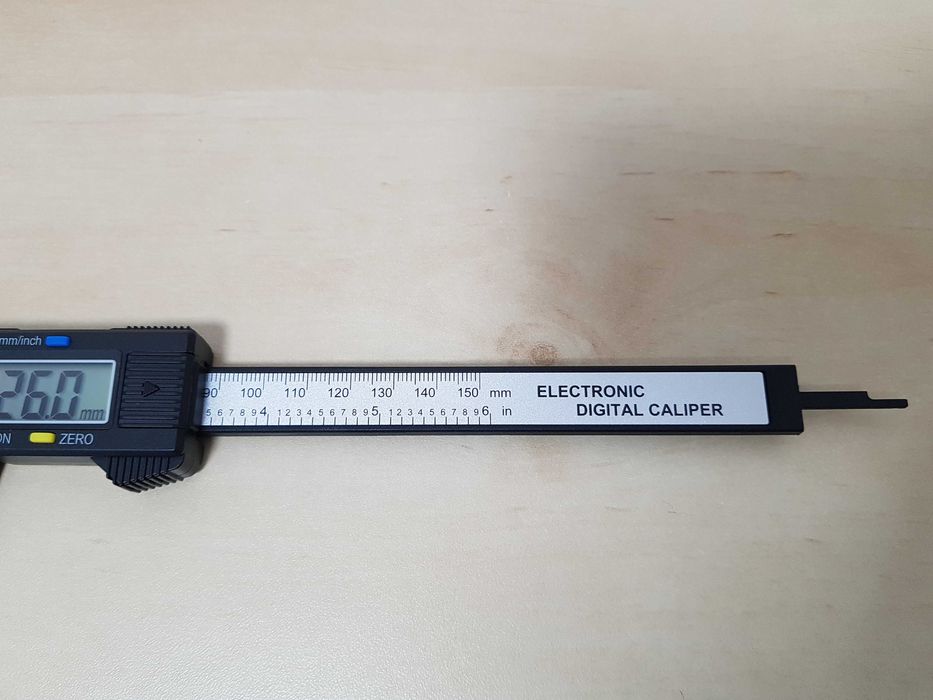 mm/inch
26.0 mm
ON ZERO
90 100 110 120 130 140 150 mm
5 6 7 8 9 4 1 2 3 4 5 6 7 8 9 5 1 2 3 4 5 6 7 8 9 6 in
ELECTRONIC
DIGITAL CALIPER